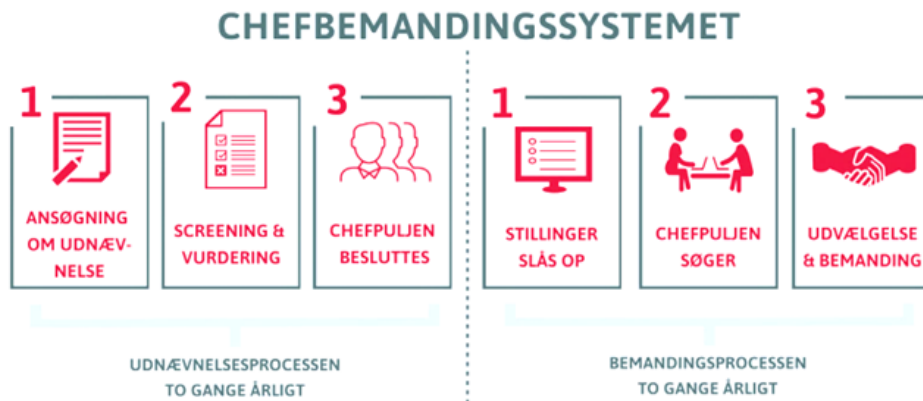 CHEFBEMANDINGSSYSTEMET
1
ANSØGNING
OM UDNÆV-
NELSE
2
SCREENING &
VURDERING
3
CHEFPULJEN
BESLUTTES
UDNÆVNELSESPROCESSEN
TO GANGE ÅRLIGT
1
STILLINGER
SLÅS OP
2
CHEFPULJEN
SØGER
3
UDVÆLGELSE
& BEMANDING
BEMANDINGSPROCESSEN
TO GANGE ÅRLIGT